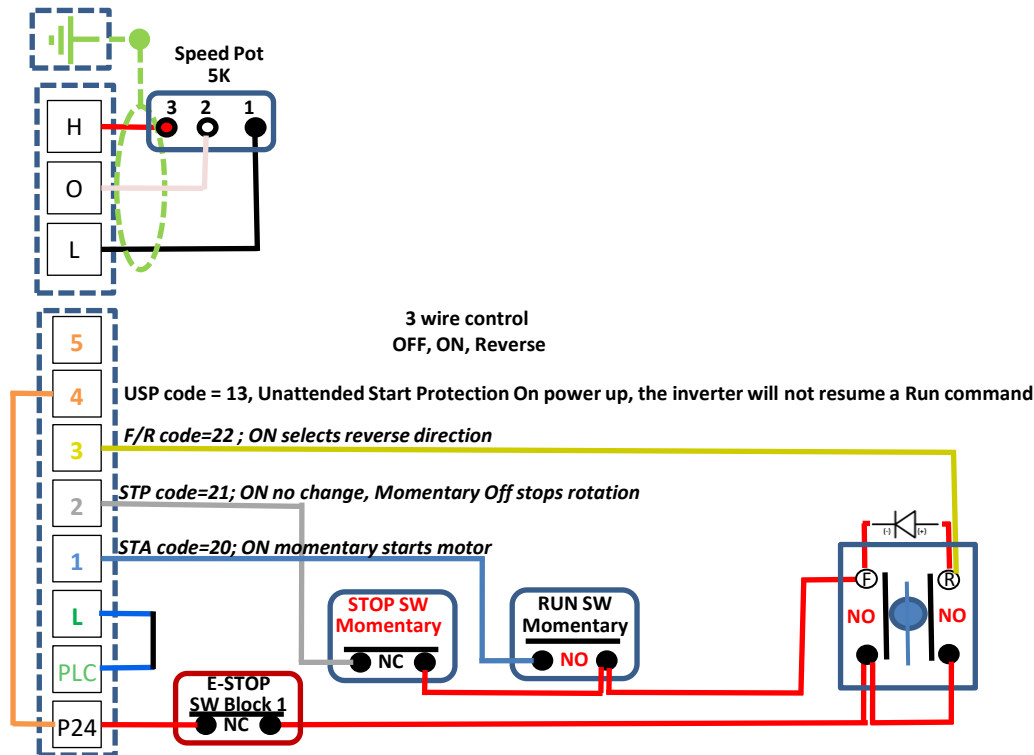 Speed Pot
5K
3 2 1
H
O
L
3 wire control
OFF, ON, Reverse
5
4
USP code = 13, Unattended Start Protection On power up, the inverter will not resume a Run command
3
F/R code=22 ; ON selects reverse direction
2
STP code=21; ON no change, Momentary Off stops rotation
1
STA code=20; ON momentary starts motor
(-) (+)
F R
NO NO
L
STOP SW
Momentary
NC
RUN SW
Momentary
NO
PLC
E-STOP
SW Block 1
NC
P24